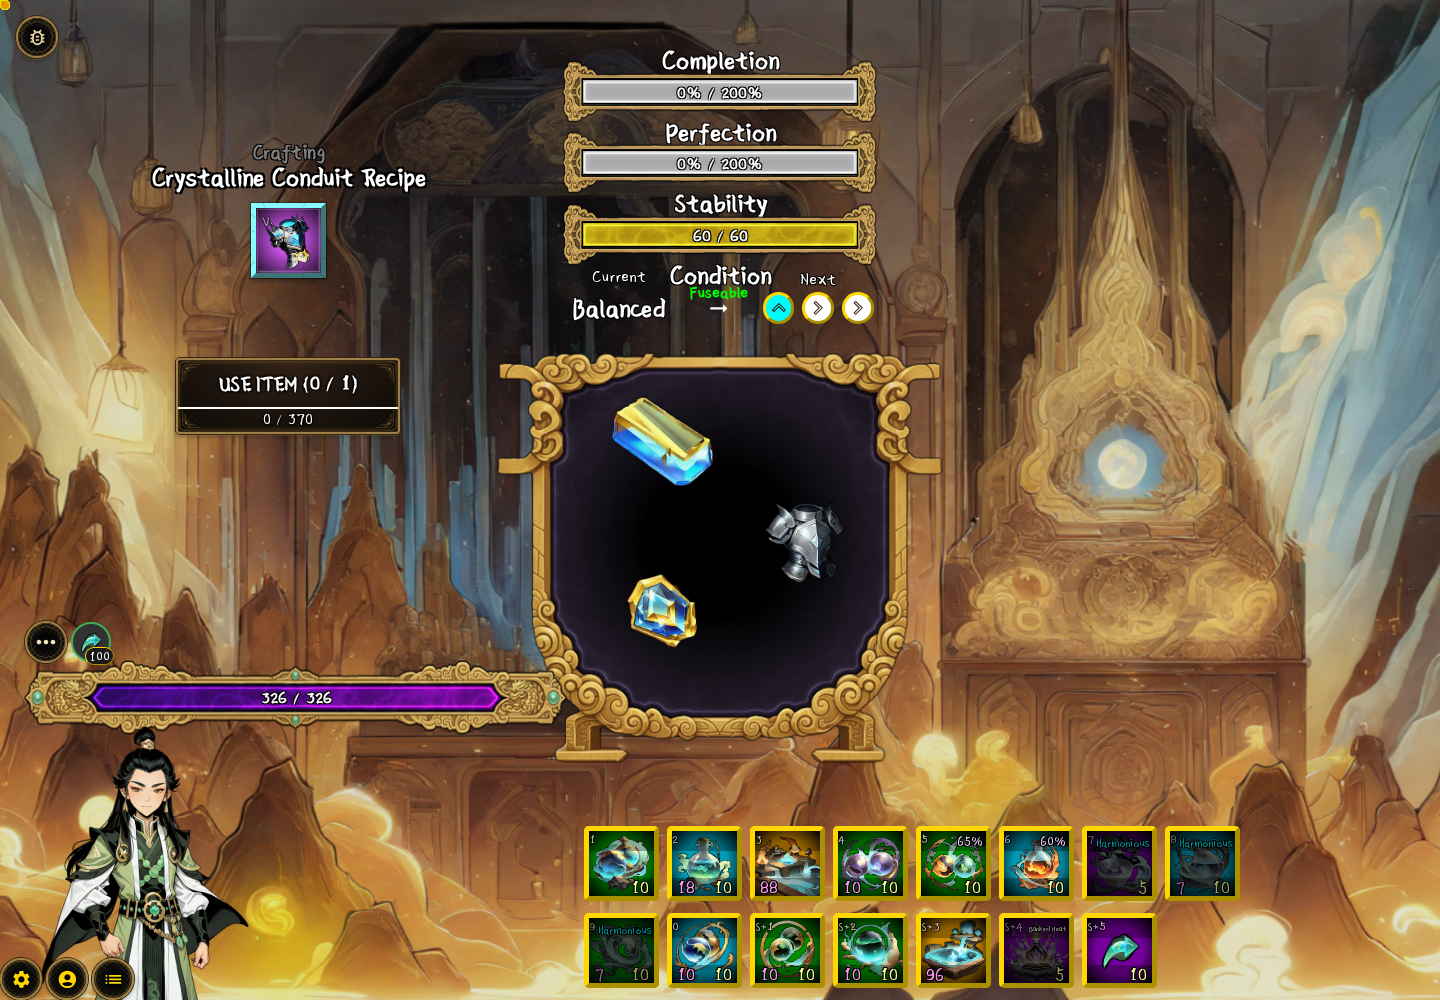 Completion
0% / 200%
Perfection
0% / 200%
Stability
60 / 60
Current
Condition
Next
Fuseable
Balanced
Crafting
Crystalline Conduit Recipe
V
USE ITEM (0 / 1)
0 / 370
100
326 / 326
1
10
2
18
10
3
88
4
10
10
5
65%
10
6
60%
10
7
Harmonious
5
8
Harmonious
7
10
9
Harmonious
7
10
0
10
10
S+1
10
10
S+2
10
10
S+3
96
S+4
Banked Heat
5
S+5
10